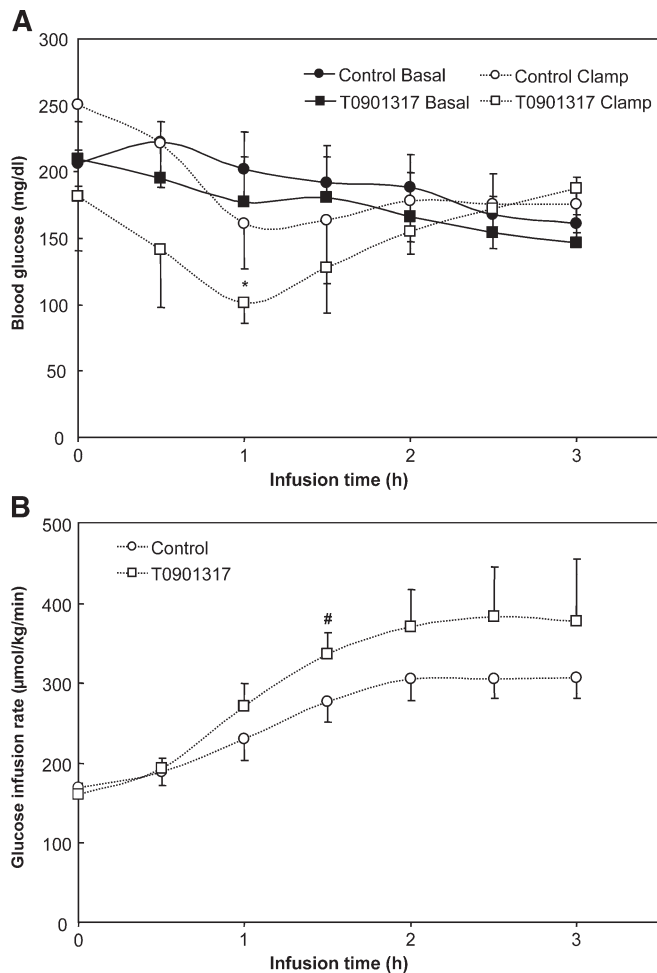 A
300
250
200
150
100
50
0
Blood glucose (mg/dl)
Control Basal
Control Clamp
T0901317 Basal
T0901317 Clamp
*
0
1
2
3
Infusion time (h)
B
500
400
300
200
100
0
Glucose infusion rate (µmol/kg/min)
Control
T0901317
#
0
1
2
3
Infusion time (h)